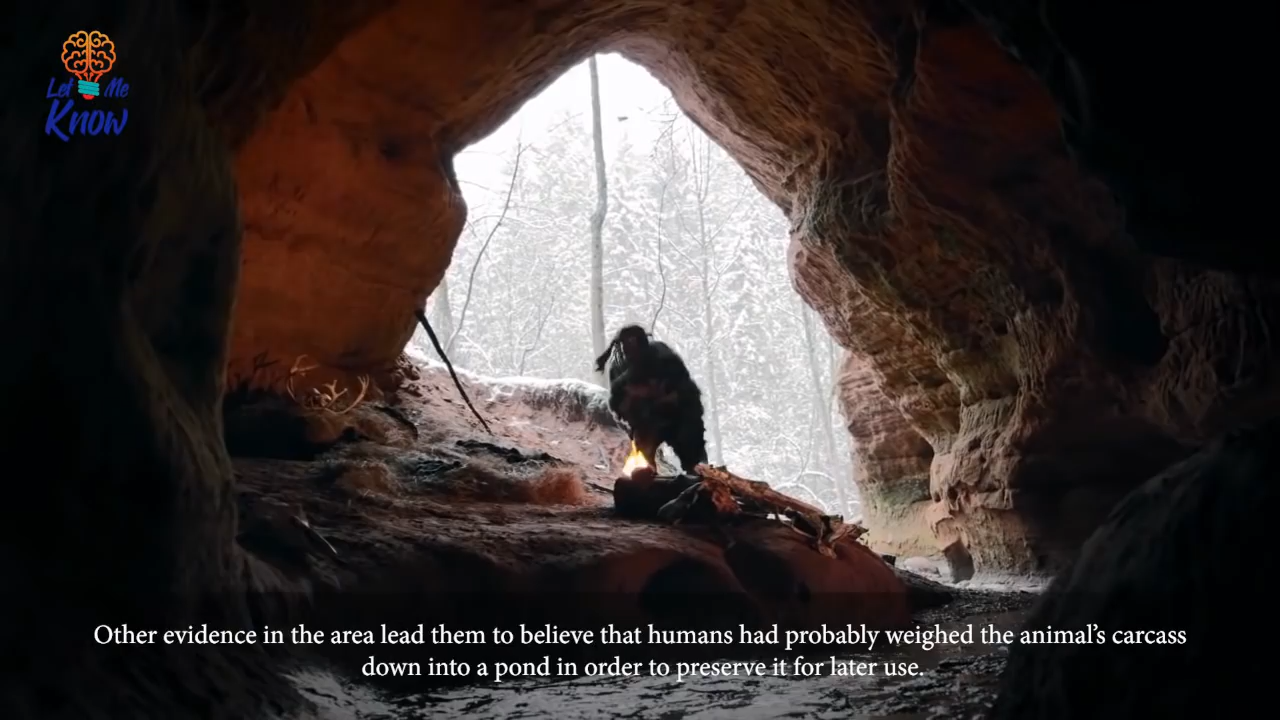 Let Me
Know
Other evidence in the area lead them to believe that humans had probably weighed the animal’s carcass
down into a pond in order to preserve it for later use.